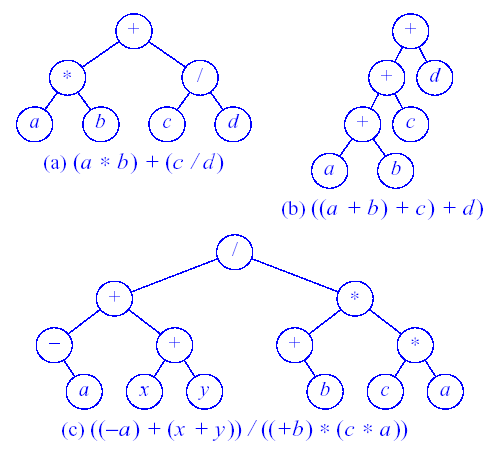 +
* /
a b c d
(a) (a * b) + (c / d)
+
+ d
+ c
a b
(b) ((a + b) + c) + d)
/
+ *
− + + *
a x y b c a
(c) ((−a) + (x + y)) / ((+b) * (c * a))